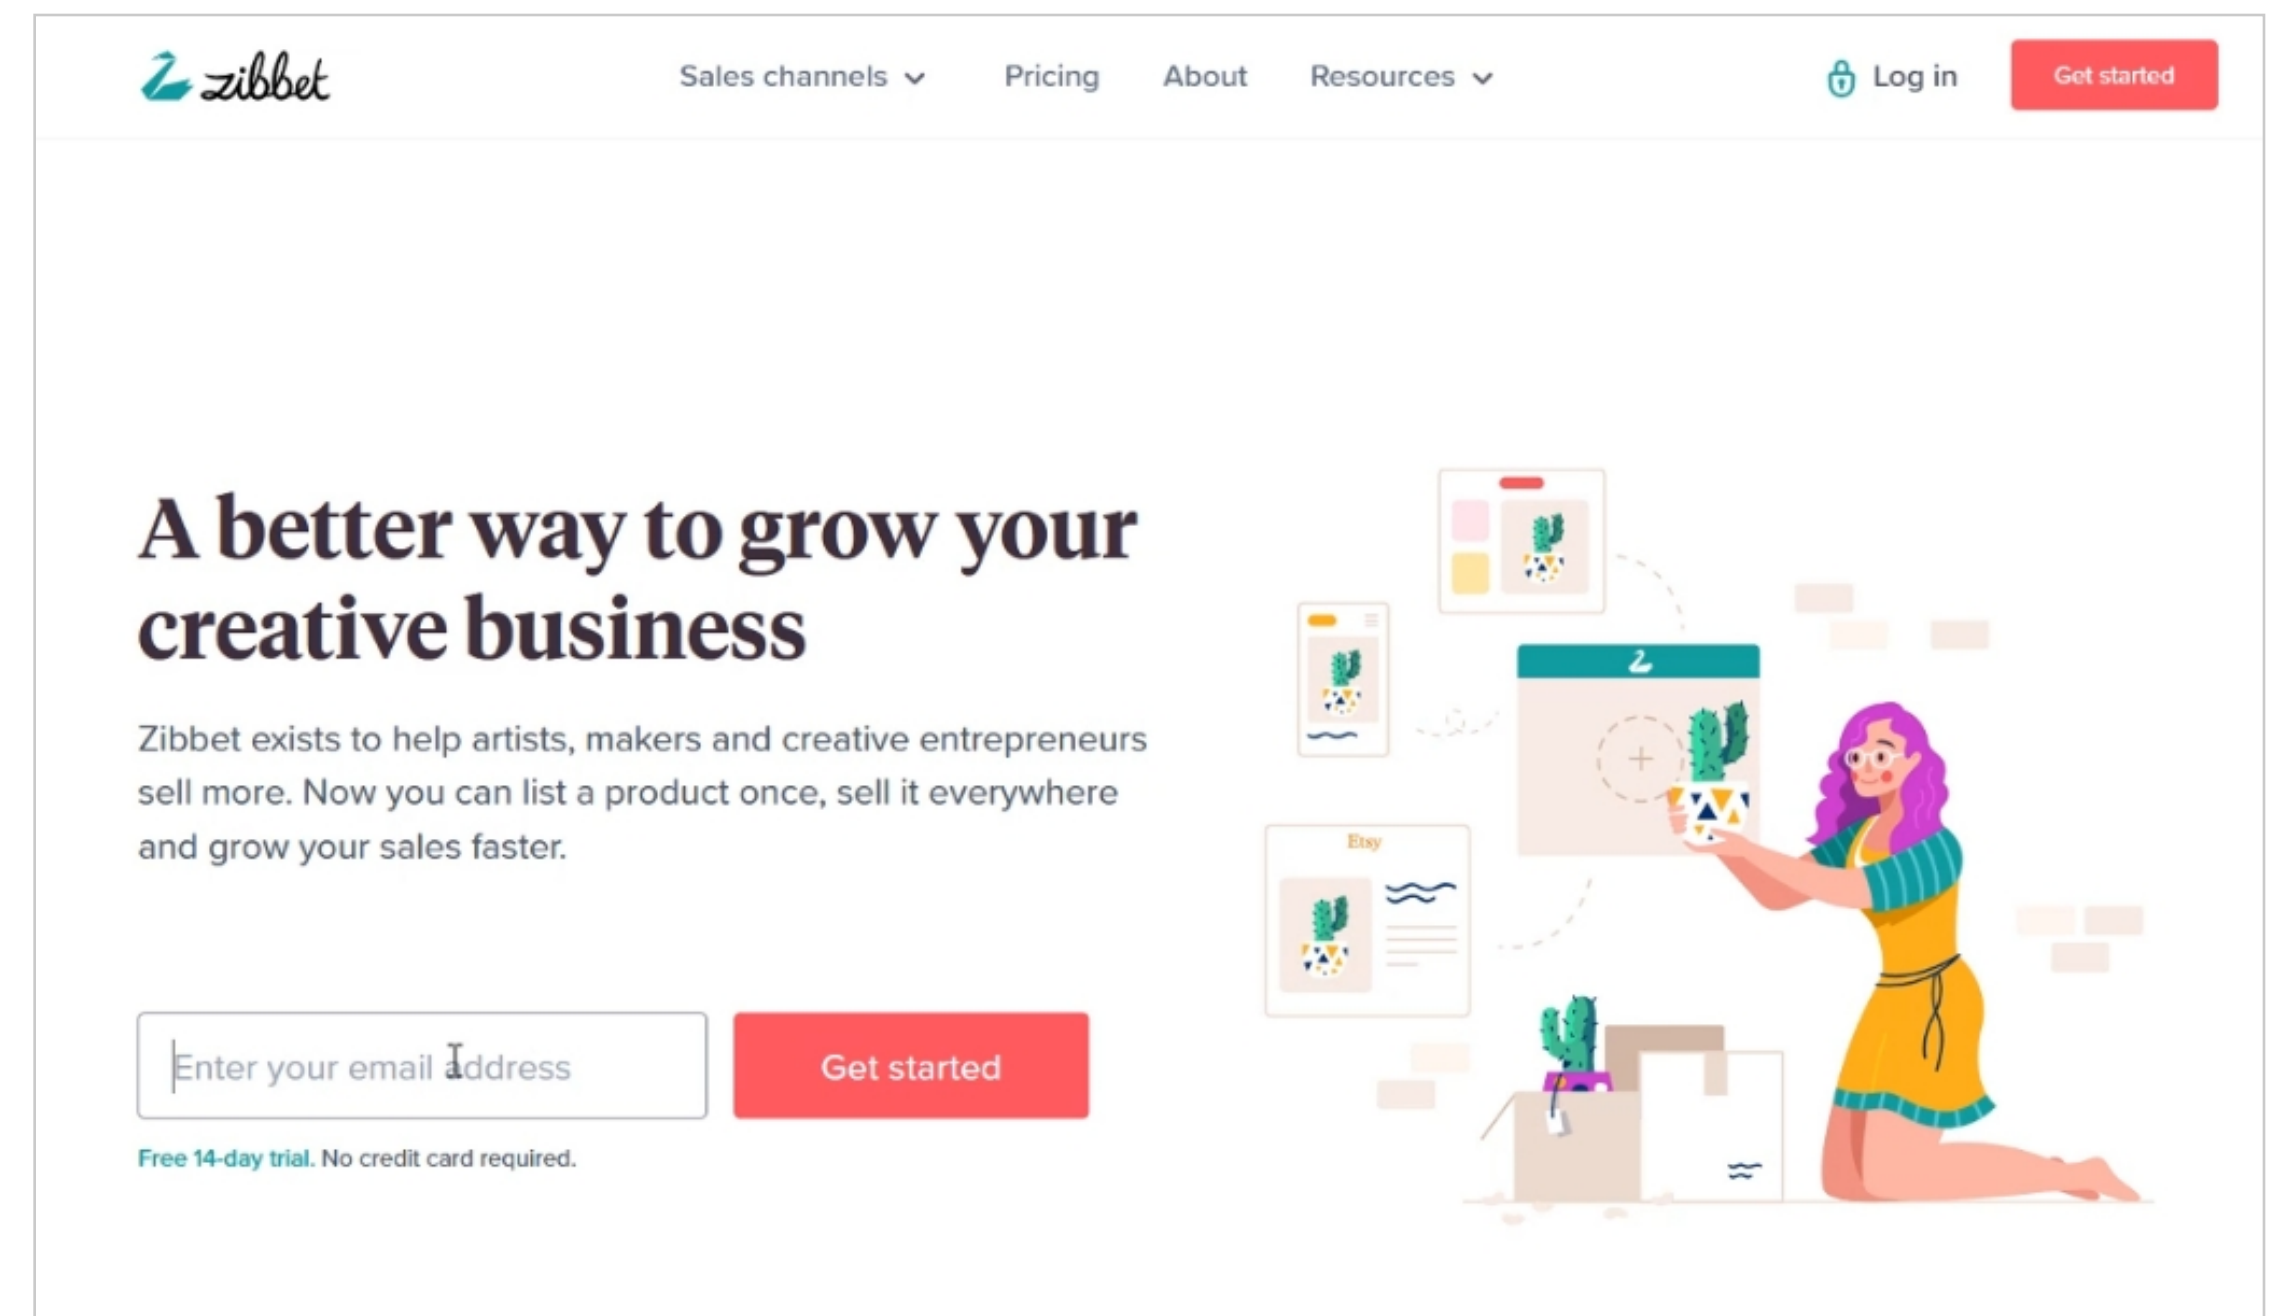 zibbet
Sales channels
Pricing
About
Resources
Log in
Get started
A better way to grow your
creative business
Zibbet exists to help artists, makers and creative entrepreneurs
sell more. Now you can list a product once, sell it everywhere
and grow your sales faster.
Enter your email address
Get started
Free 14-day trial. No credit card required.
Etsy